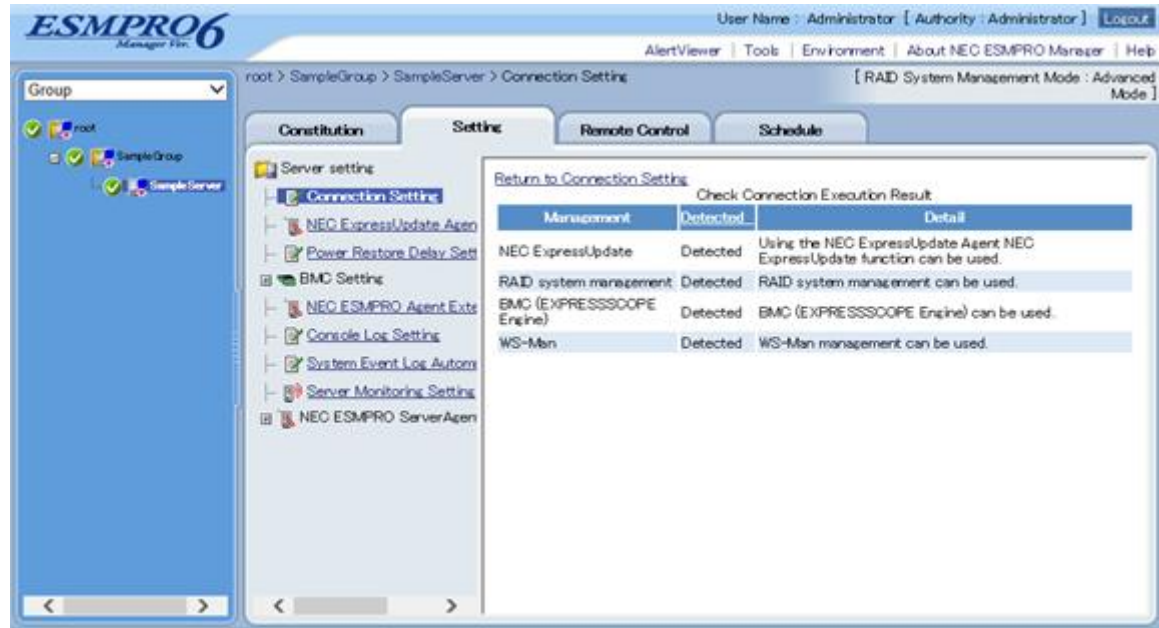 ESMPRO6
Manager Ver.
User Name : Administrator [ Authority : Administrator ] Logout
AlertViewer | Tools | Environment | About NEC ESMPRO Manager | Help
Group
root
SampleGroup
SampleServer
root > SampleGroup > SampleServer > Connection Setting
[ RAID System Management Mode : Advanced
Mode ]
Constitution Setting Remote Control Schedule
Server setting
Connection Setting
NEC ExpressUpdate Agen
Power Restore Delay Sett
BMC Setting
NEC ESMPRO Agent Exte
Console Log Setting
System Event Log Autom
Server Monitoring Setting
NEC ESMPRO ServerAgen
Return to Connection Setting
Check Connection Execution Result
Management Detected Detail
NEC ExpressUpdate Detected Using the NEC ExpressUpdate Agent NEC
ExpressUpdate function can be used.
RAID system management Detected RAID system management can be used.
BMC (EXPRESSSCOPE
Engine) Detected BMC (EXPRESSSCOPE Engine) can be used.
WS-Man Detected WS-Man management can be used.